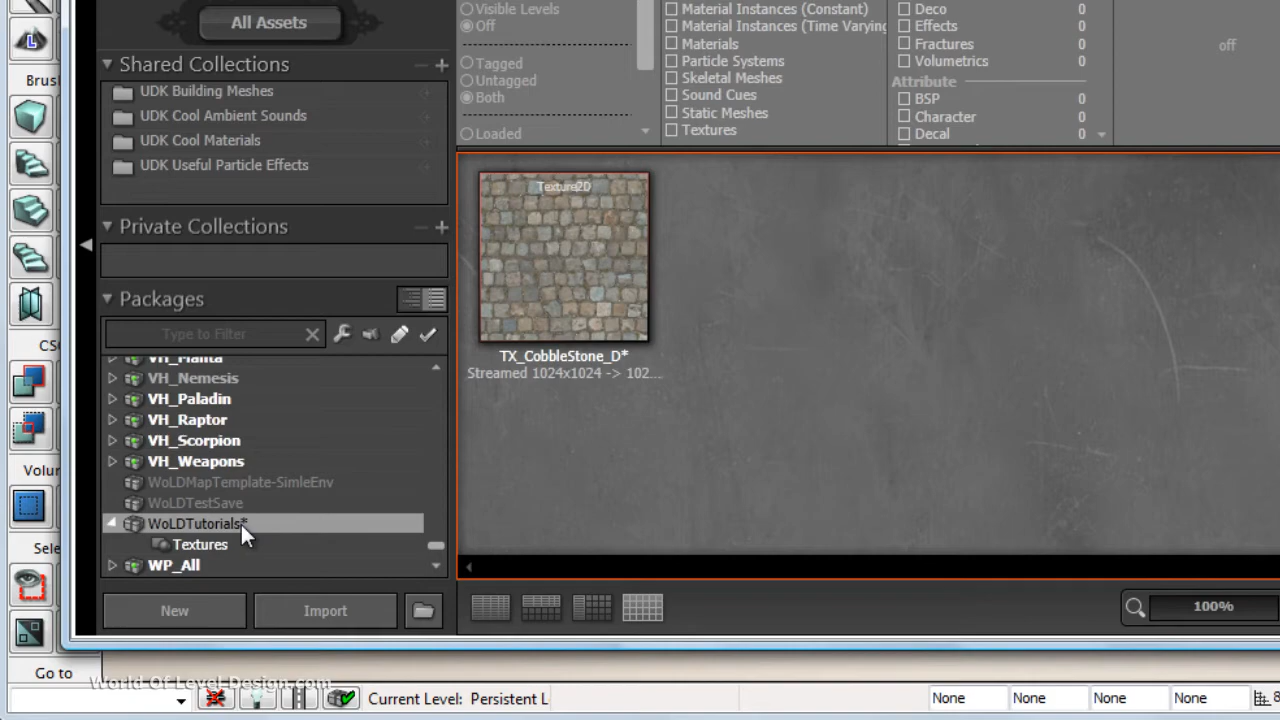 All Assets
Shared Collections
UDK Building Meshes
UDK Cool Ambient Sounds
UDK Cool Materials
UDK Useful Particle Effects
Private Collections
Packages
Type to Filter
VH_Manta
VH_Nemesis
VH_Paladin
VH_Raptor
VH_Scorpion
VH_Weapons
WoLDMapTemplate-SimleEnv
WoLDTestSave
WoLDTutorials*
Textures
WP_All
New
Import
Visible Levels
Off
Tagged
Untagged
Both
Loaded
Material Instances (Constant)
Material Instances (Time Varying
Materials
Particle Systems
Skeletal Meshes
Sound Cues
Static Meshes
Textures
Deco 0
Effects 0
Fractures 0
Volumetrics 0
Attribute
BSP 0
Character 0
Decal 0
off
Texture2D
TX_CobbleStone_D*
Streamed 1024x1024 -> 102...
100%
L
Brush
CSG
Volu
Sele
Go to
World-Of-Level-Design.com
Current Level: Persistent L
None
None
None
None
8